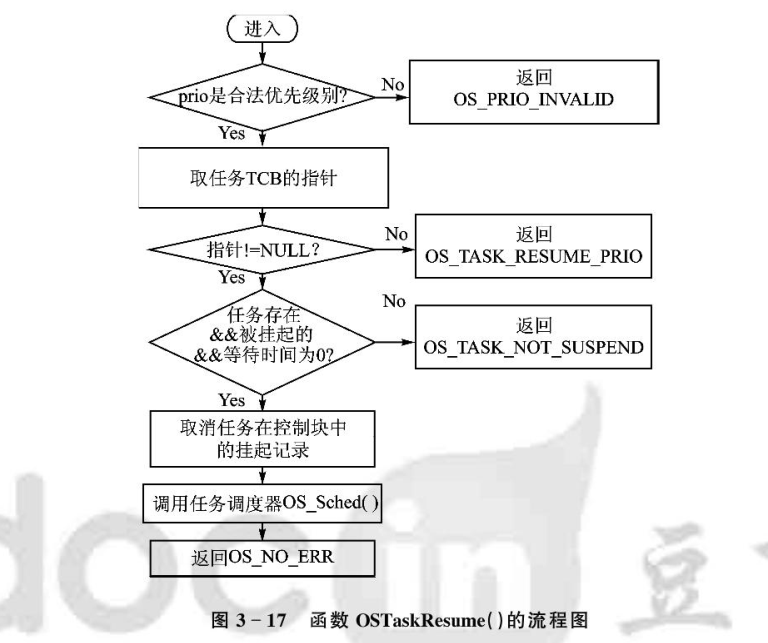 进入
prio是合法优先级别?
No
返回
OS_PRIO_INVALID
Yes
取任务TCB的指针
指针!=NULL?
No
返回
OS_TASK_RESUME_PRIO
Yes
任务存在
&&被挂起的
&&等待时间为0?
No
返回
OS_TASK_NOT_SUSPEND
Yes
取消任务在控制块中
的挂起记录
调用任务调度器OS_Sched()
返回OS_NO_ERR
docin 豆
图 3-17 函数 OSTaskResume()的流程图